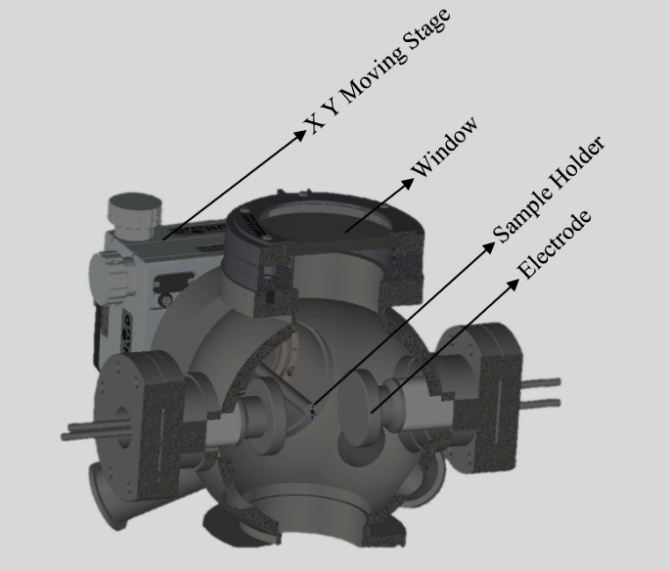 X Y Moving Stage
Window
Sample Holder
Electrode